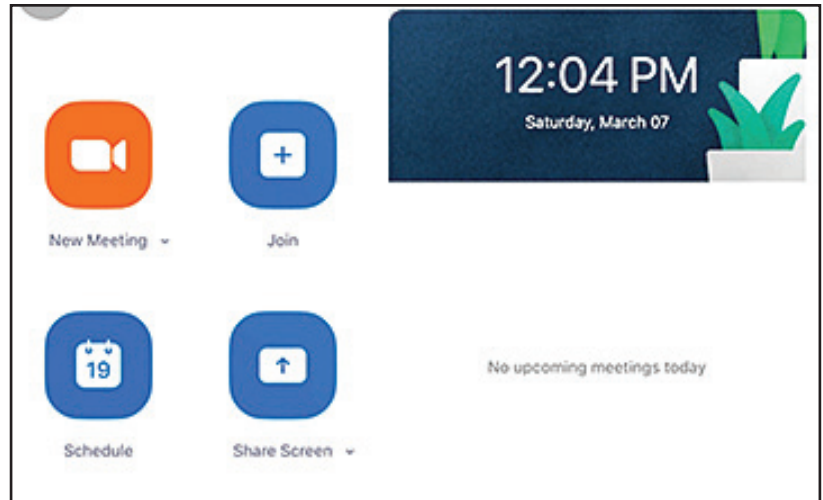 12:04 PM
Saturday, March 07
New Meeting
Join
19
Schedule
Share Screen
No upcoming meetings today